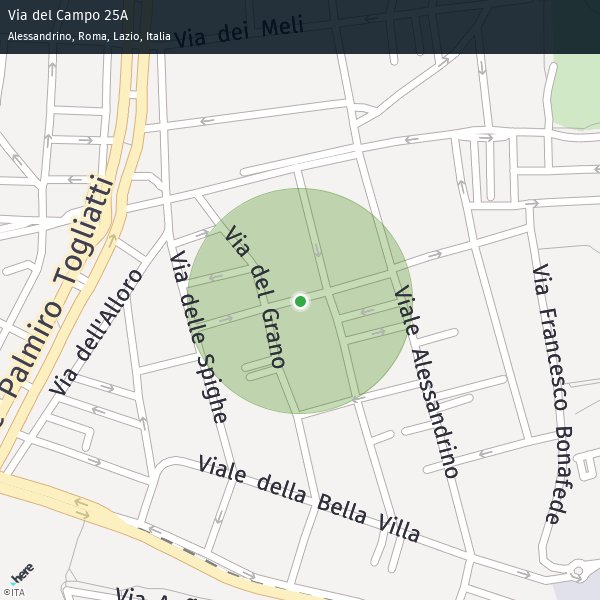 Via del Campo 25A
Alessandrino, Roma, Lazio, Italia
Via dei Meli
Palmiro Togliatti
Via dell'Alloro
Via delle Spighe
Via del Grano
Viale Alessandrino
Via Francesco Bonafede
Viale della Bella Villa
Via
here
©ITA